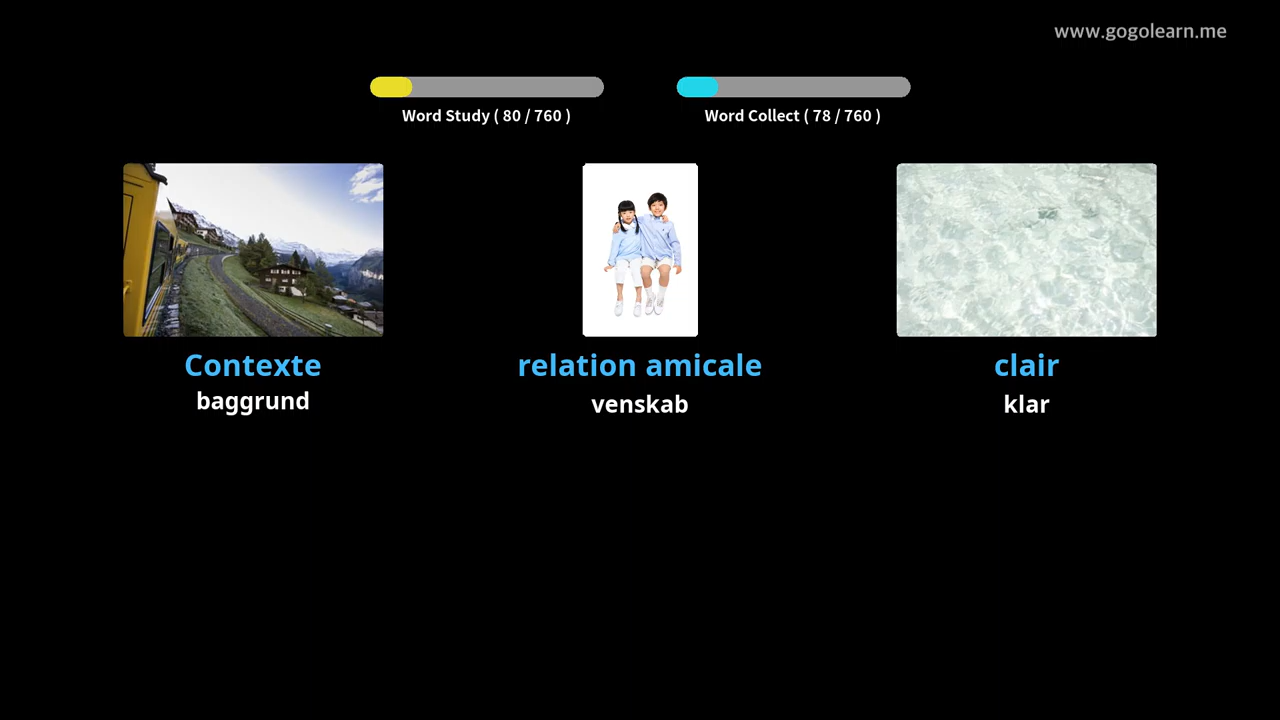 www.gogolearn.me
Word Study ( 80 / 760 )
Word Collect ( 78 / 760 )
Contexte
baggrund
relation amicale
venskab
clair
klar